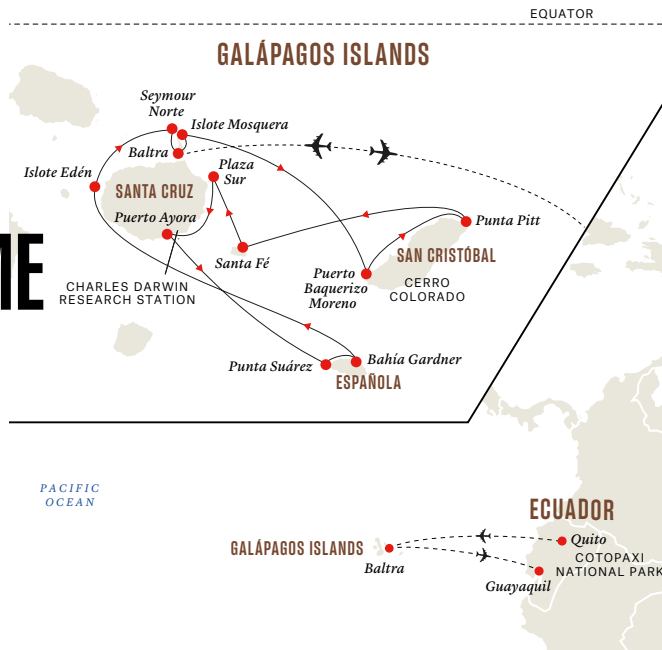 EQUATOR
GALÁPAGOS ISLANDS
Seymour
Norte
Islote Mosquera
Baltra
Plaza
Sur
Islote Edén
SANTA CRUZ
Puerto Ayora
Punta Pitt
Santa Fé
SAN CRISTÓBAL
Puerto
Baquerizo
Moreno
CERRO
COLORADO
ME
CHARLES DARWIN
RESEARCH STATION
Punta Suárez
Bahía Gardner
ESPAÑOLA
PACIFIC
OCEAN
ECUADOR
GALÁPAGOS ISLANDS
Baltra
Quito
COTOPAXI
NATIONAL PARK
Guayaquil